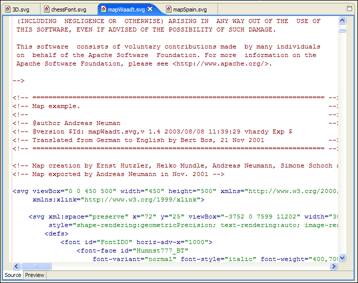 3D.svg chessFont.svg mapWaadt.svg mapSpain.svg
(INCLUDING NEGLIGENCE OR OTHERWISE) ARISING IN ANY WAY OUT OF THE USE OF
THIS SOFTWARE, EVEN IF ADVISED OF THE POSSIBILITY OF SUCH DAMAGE.
This software consists of voluntary contributions made by many individuals
on behalf of the Apache Software Foundation. For more information on the
Apache Software Foundation, please see <http://www.apache.org/>.
-->
<!-- ====================================================================== -->
<!-- Map example. -->
<!-- -->
<!-- @author Andreas Neuman -->
<!-- @version $Id: mapWaadt.svg,v 1.4 2003/08/08 11:39:29 vhardy Exp $ -->
<!-- Translated from German to English by Bert Bos, 21 Nov 2001 -->
<!-- ====================================================================== -->
<!-- Map creation by Ernst Hutzler, Heiko Mundle, Andreas Neumann, Simone Schoch a
<!-- Map exported by Andreas Neumann in Nov. 2001 -->
<svg viewBox="0 0 450 500" width="450" height="500" xmlns="http://www.w3.org/2000/
xmlns:xlink="http://www.w3.org/1999/xlink">
<svg xml:space="preserve" x="72" y="25" viewBox="-3752 0 7599 11202" width="3
style="shape-rendering:geometricPrecision; text-rendering:auto; image-re
<defs>
<font id="FontID0" horiz-adv-x="1000">
<font-face id="Humnst777_BT"
font-variant="normal" font-style="italic" font-weight="400,70
Source Preview